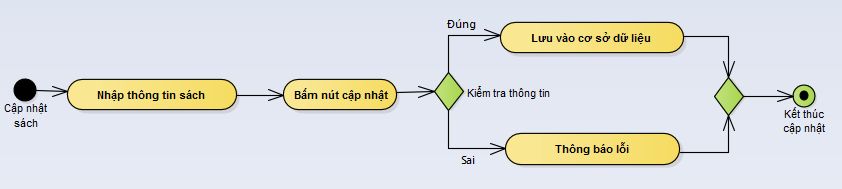 Cập nhật
sách
Nhập thông tin sách
Bấm nút cập nhật
Kiểm tra thông tin
Đúng
Lưu vào cơ sở dữ liệu
Sai
Thông báo lỗi
Kết thúc
cập nhật